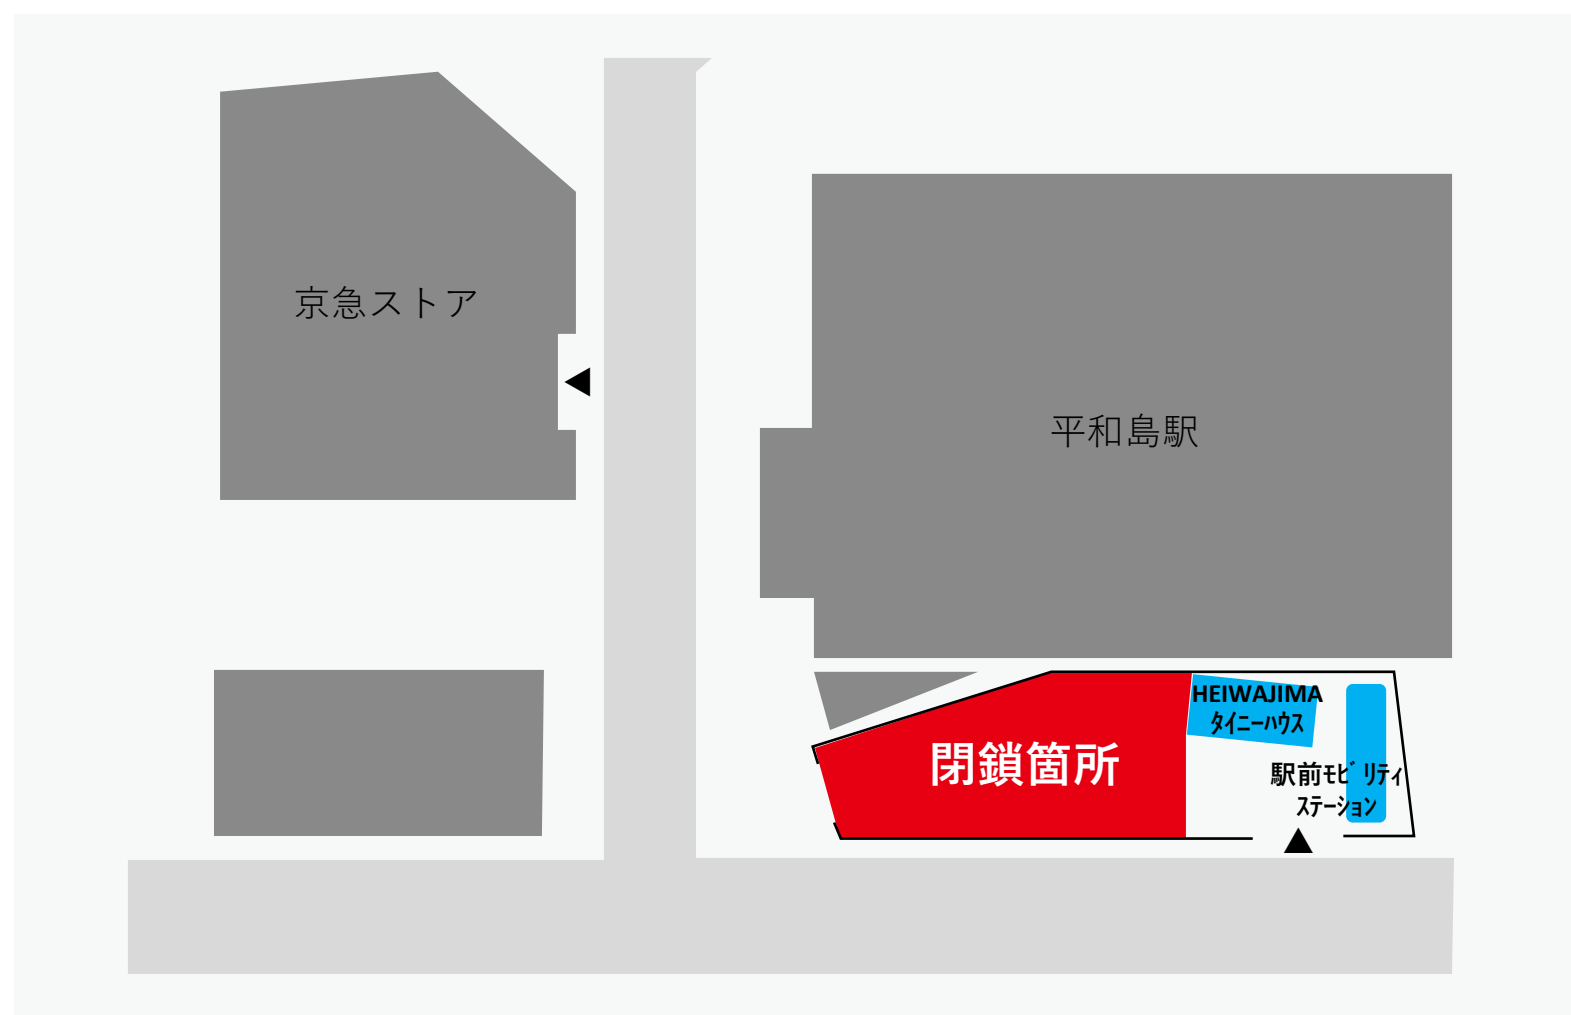 京急ストア
平和島駅
HEIWAJIMA
ﾀｲﾆｰﾊｳｽ
閉鎖箇所
駅前ﾓﾋﾞﾘﾃｨ
ｽﾃｰｼｮﾝ